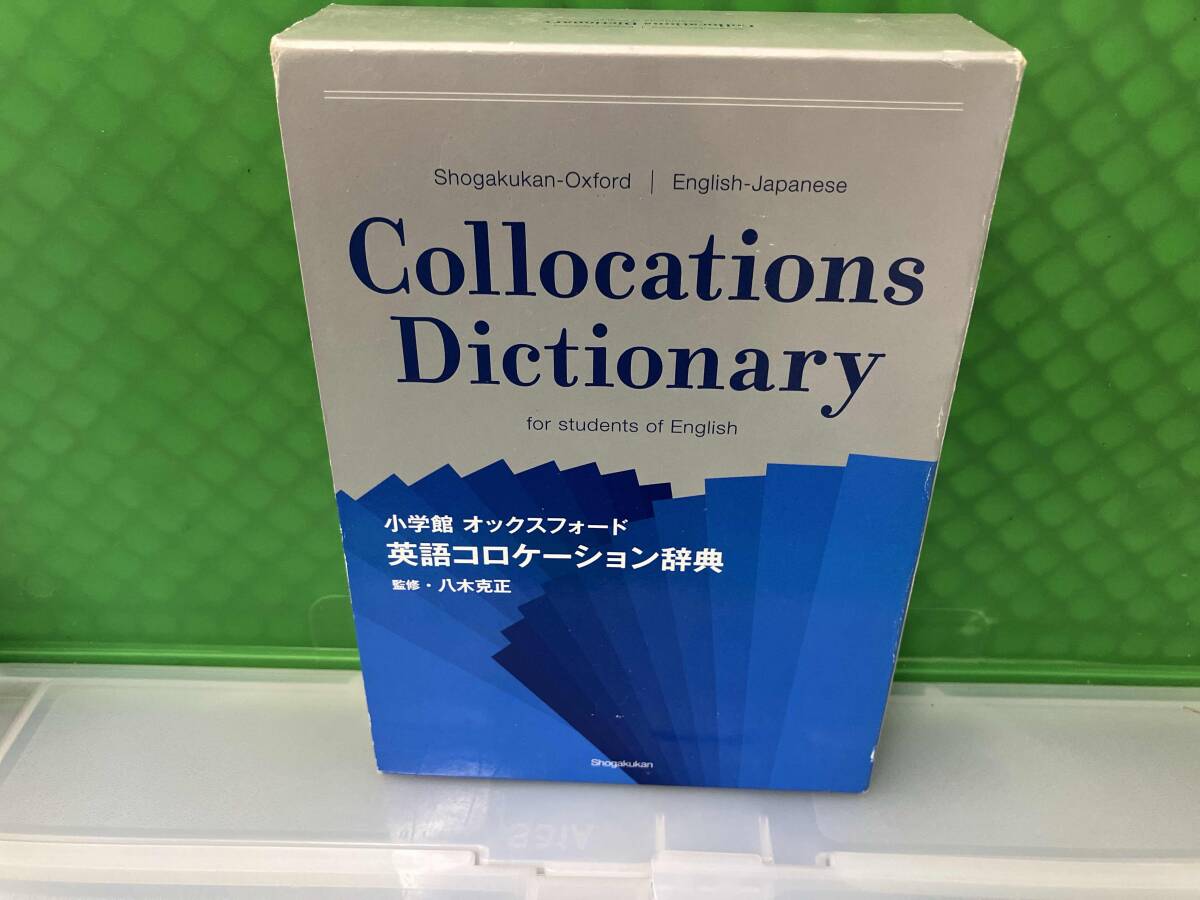 Collocations Dictionary
Shogakukan-Oxford | English-Japanese
Collocations
Dictionary
for students of English
小学館 オックスフォード
英語コロケーション辞典
監修・八木克正
Shogakukan